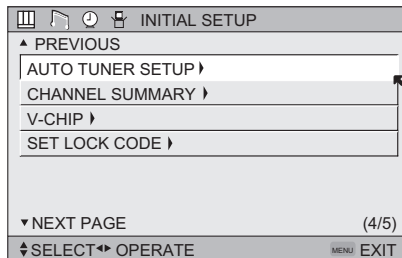 INITIAL SETUP
▲ PREVIOUS
AUTO TUNER SETUP ⏵
CHANNEL SUMMARY ⏵
V-CHIP ⏵
SET LOCK CODE ⏵
▼NEXT PAGE (4/5)
SELECT OPERATE MENU EXIT